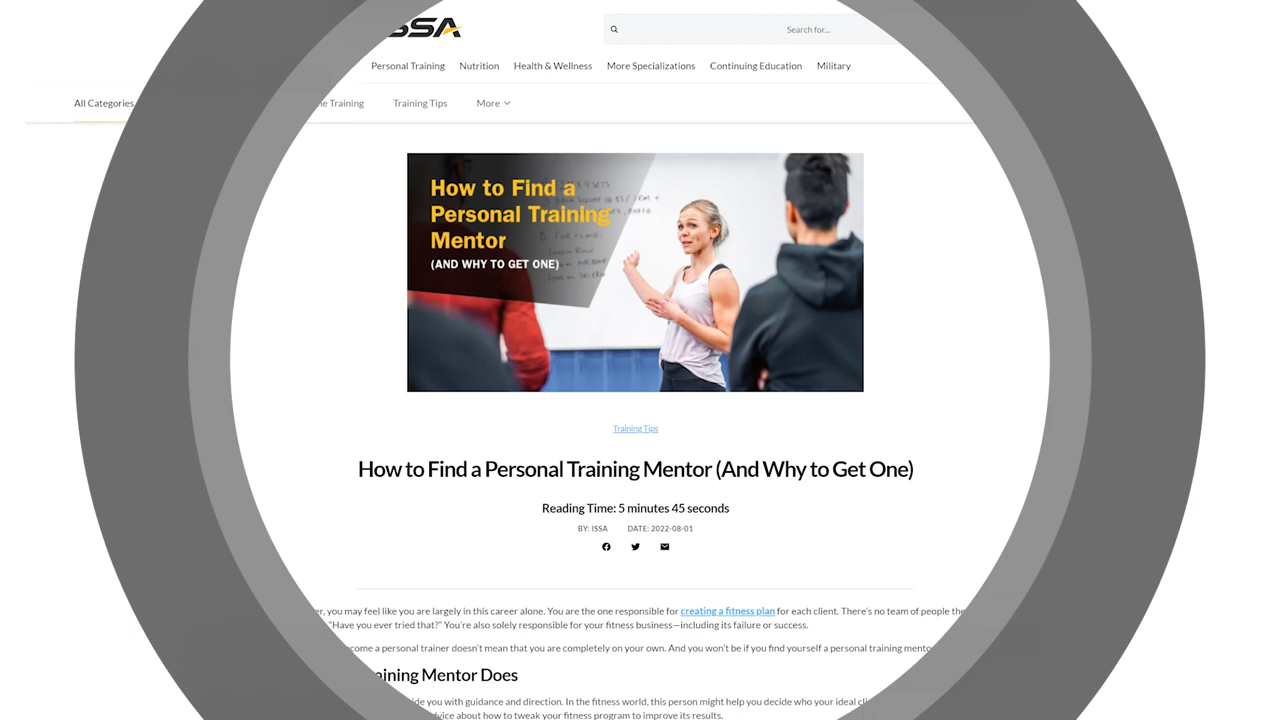 ISSA
Search for...
Personal Training Nutrition Health & Wellness More Specializations Continuing Education Military
All Categories Training Training Tips More
How to Find a
Personal Training
Mentor
(AND WHY TO GET ONE)
Training Tips
How to Find a Personal Training Mentor (And Why to Get One)
Reading Time: 5 minutes 45 seconds
BY: ISSA DATE: 2022-08-01
you may feel like you are largely in this career alone. You are the one responsible for creating a fitness plan for each client. There's no team of people
"Have you ever tried that?" You're also solely responsible for your fitness business—including its failure or success.
become a personal trainer doesn't mean that you are completely on your own. And you won't be if you find yourself a personal training
Training Mentor Does
you with guidance and direction. In the fitness world, this person might help you decide who your ideal
advice about how to tweak your fitness program to improve its results.